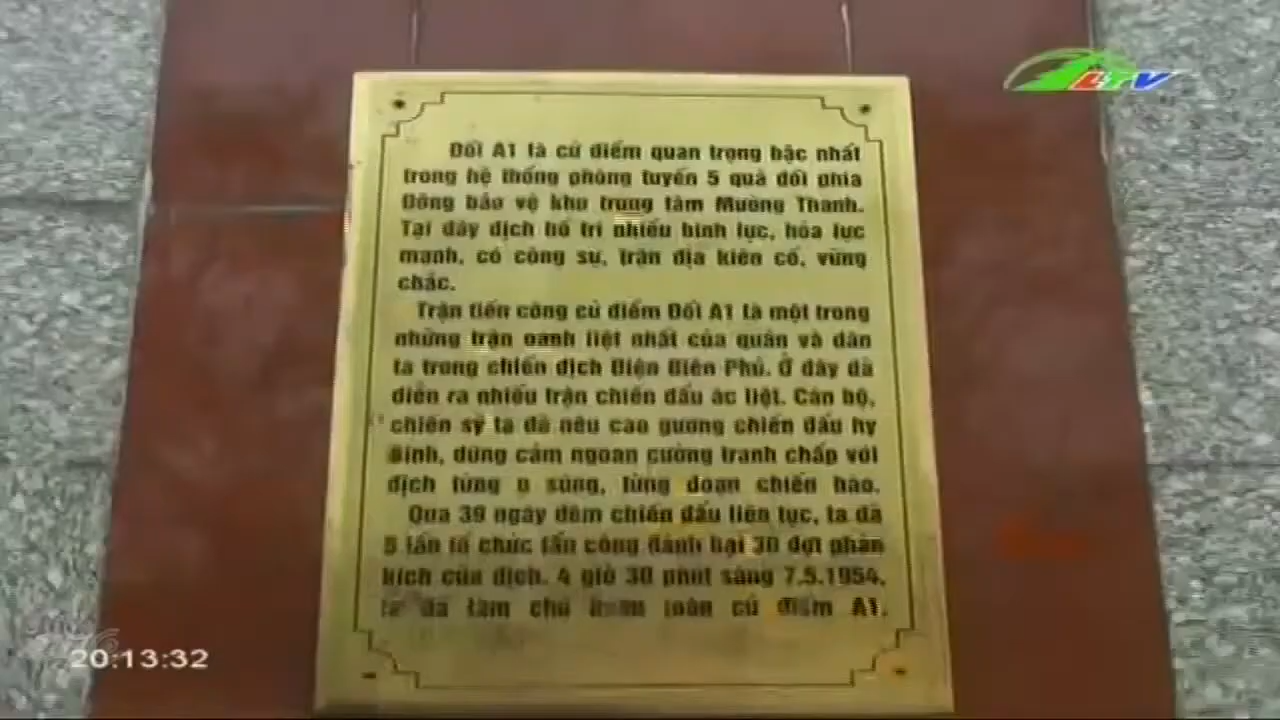 LTV
Đồi A1 là cứ điểm quan trọng bậc nhất
trong hệ thống phòng tuyến 5 quả đồi phía
Đông bảo vệ khu trung tâm Mường Thanh.
Tại đây địch bố trí nhiều binh lực, hỏa lực
mạnh, có công sự, trận địa kiên cố, vững
chắc.
Trận tiến công cứ điểm Đồi A1 là một trong
những trận oanh liệt nhất của quân và dân
ta trong chiến dịch Điện Biên Phủ. Ở đây đã
diễn ra nhiều trận chiến đấu ác liệt. Cán bộ,
chiến sỹ ta đã nêu cao gương chiến đấu hy
sinh, dũng cảm ngoan cường tranh chấp với
địch từng ụ súng, từng đoạn chiến hào.
Qua 39 ngày đêm chiến đấu liên tục, ta đã
5 lần tổ chức tấn công đánh bại 30 đợt phản
kích của địch. 4 giờ 30 phút sáng 7.5.1954,
ta đã làm chủ hoàn toàn cứ điểm A1.
20:13:32